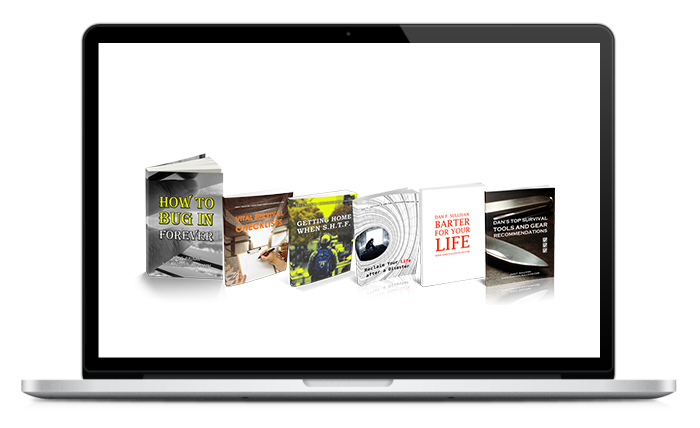 HOW TO
BUG IN
FOREVER
VITAL SURVIVAL
CHECKLISTS
GETTING HOME
WHEN S.H.T.F.
Reclaim Your Life
after a Disaster
DAN F. SULLIVAN
BARTER
FOR YOUR
LIFE
DAN'S TOP SURVIVAL
TOOLS AND GEAR
RECOMMENDATIONS